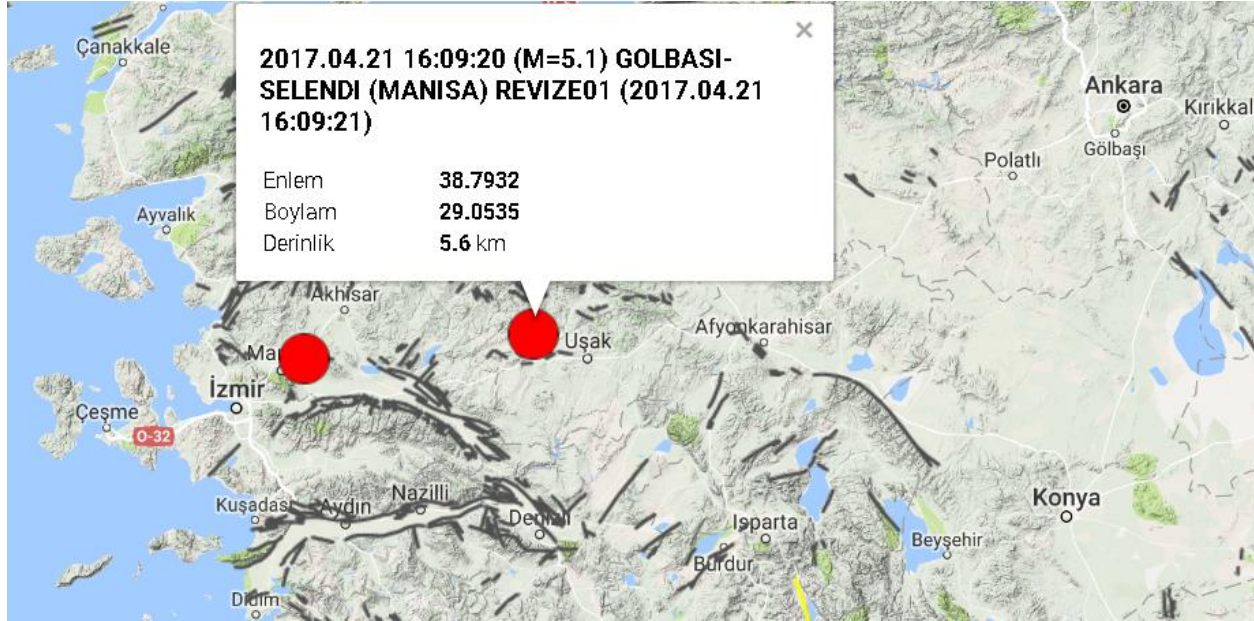 Çanakkale
×
2017.04.21 16:09:20 (M=5.1) GOLBASI-
SELENDI (MANISA) REVIZE01 (2017.04.21
16:09:21)
Enlem 38.7932
Boylam 29.0535
Derinlik 5.6 km
Ankara
Kırıkkal
Gölbaşı
Polatlı
Ayvalık
Akhisar
Uşak
Afyonkarahisar
Ma
İzmir
Çeşme
O-32
Kuşadas
Aydın
Nazilli
Denizli
Isparta
Burdur
Beyşehir
Konya
Didim